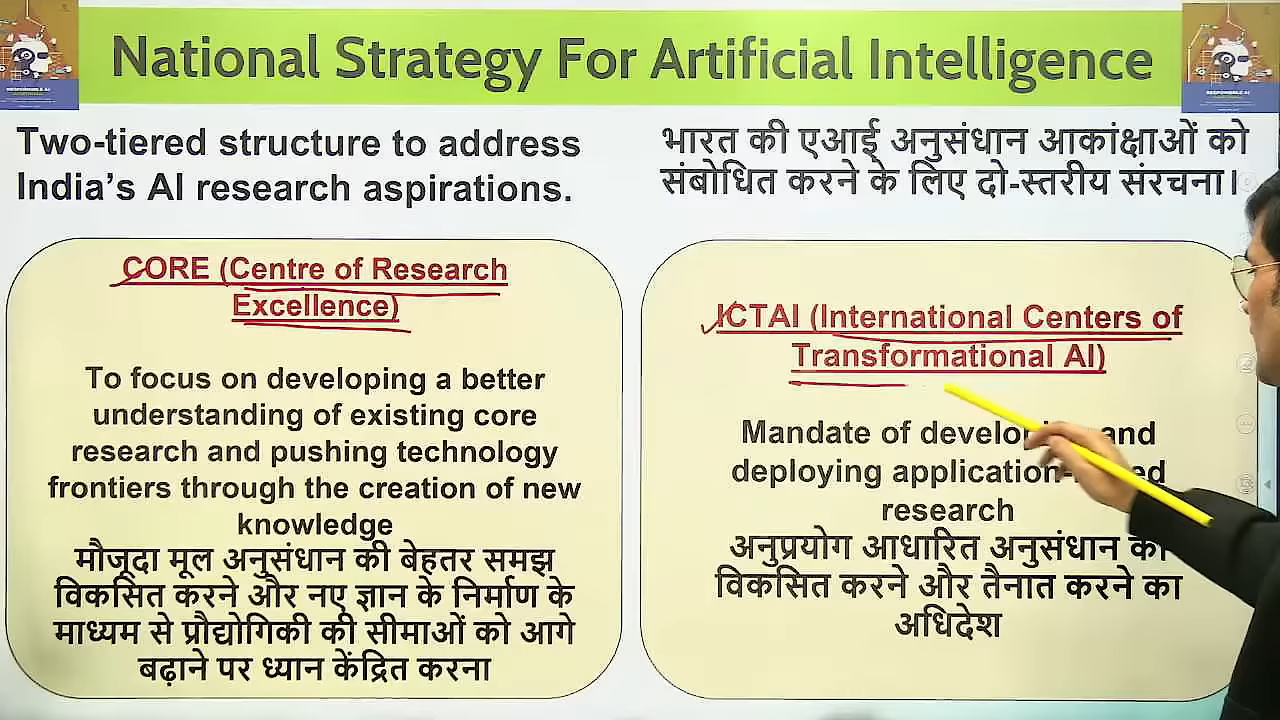 National Strategy For Artificial Intelligence
RESPONSIBLE AI
RESPONSIBLE AI
Two-tiered structure to address
India's AI research aspirations.
भारत की एआई अनुसंधान आकांक्षाओं को
संबोधित करने के लिए दो-स्तरीय संरचना।
CORE (Centre of Research
Excellence)
To focus on developing a better
understanding of existing core
research and pushing technology
frontiers through the creation of new
knowledge
मौजूदा मूल अनुसंधान की बेहतर समझ
विकसित करने और नए ज्ञान के निर्माण के
माध्यम से प्रौद्योगिकी की सीमाओं को आगे
बढ़ाने पर ध्यान केंद्रित करना
ICTAI (International Centers of
Transformational AI)
Mandate of and
deploying
research
अनुप्रयोग आधारित अनुसंधान को
विकसित करने और तैनात करने का
अधिदेश